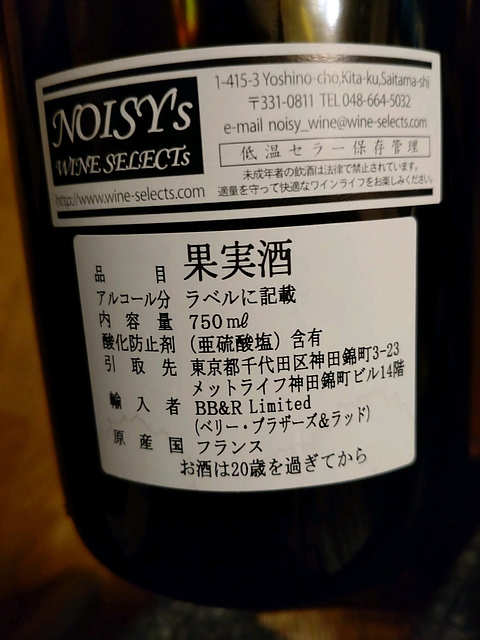 NOISY's
WINE SELECTs
http://www.wine-selects.com
1-415-3 Yoshino-cho,Kita-ku,Saitama-shi
〒331-0811 TEL 048-664-5032
e-mail noisy_wine@wine-selects.com
低温セラー保存管理
未成年者の飲酒は法律で禁止されています。
適量を守って快適なワインライフをお楽しみください。
品目 果実酒
アルコール分 ラベルに記載
内容量 750mℓ
酸化防止剤 (亜硫酸塩) 含有
引取先 東京都千代田区神田錦町3-23
メットライフ神田錦町ビル14階
輸入者 BB&R Limited
(ベリー・ブラザーズ&ラッド)
原産国 フランス
お酒は20歳を過ぎてから